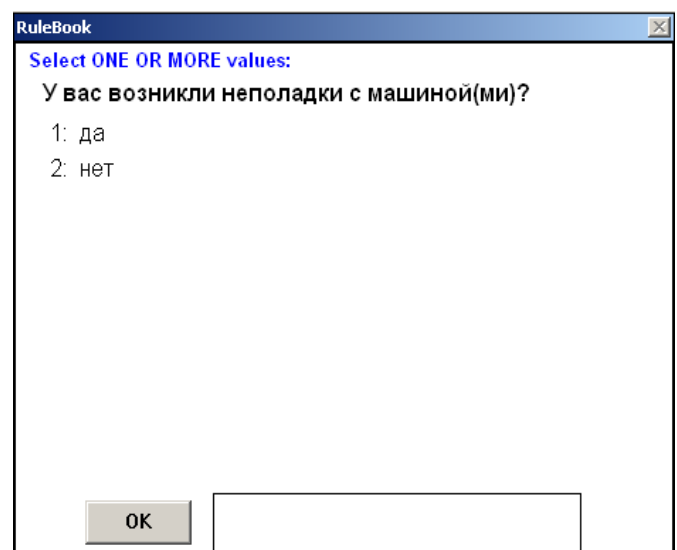 RuleBook
Select ONE OR MORE values:
У вас возникли неполадки с машиной(ми)?
1: да
2: нет
OK